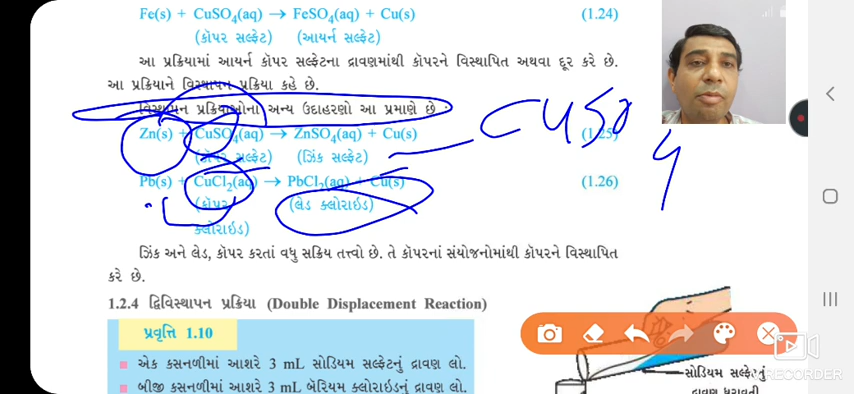 Fe(s) + CuSO₄(aq) → FeSO₄(aq) + Cu(s) (1.24)
(કૉપર સલ્ફેટ) (આયર્ન સલ્ફેટ)
આ પ્રક્રિયામાં આયર્ન કૉપર સલ્ફેટના દ્રાવણમાંથી કૉપરને વિસ્થાપિત અથવા દૂર કરે છે.
આ પ્રક્રિયાને વિસ્થાપન પ્રક્રિયા કહે છે.
વિસ્થાપન પ્રક્રિયાઓના અન્ય ઉદાહરણો આ પ્રમાણે છે :
CuSO
4
Zn(s) + CuSO₄(aq) → ZnSO₄(aq) + Cu(s) (1.25)
(કૉપર સલ્ફેટ) (ઝિંક સલ્ફેટ)
Pb(s) + CuCl₂(aq) → PbCl₂(aq) + Cu(s) (1.26)
(કૉપર (લેડ ક્લોરાઇડ)
ક્લોરાઇડ)
ઝિંક અને લેડ, કૉપર કરતાં વધુ સક્રિય તત્ત્વો છે. તે કૉપરનાં સંયોજનોમાંથી કૉપરને વિસ્થાપિત
કરે છે.
1.2.4 દ્વિવિસ્થાપન પ્રક્રિયા (Double Displacement Reaction)
પ્રવૃત્તિ 1.10
એક કસનળીમાં આશરે 3 mL સોડિયમ સલ્ફેટનું દ્રાવણ લો.
બીજી કસનળીમાં આશરે 3 mL બૅરિયમ ક્લોરાઇડનું દ્રાવણ લો.
સોડિયમ સલ્ફેટનું
દ્રાવણ ધરાવતી
RECORDER